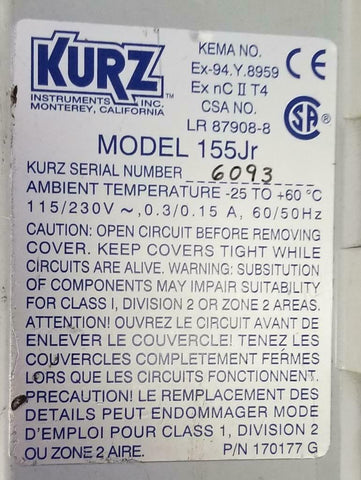 KURZ
INSTRUMENTS INC.
MONTEREY, CALIFORNIA
KEMA NO.
Ex-94.Y.8959
Ex nC II T4
CSA NO.
LR 87908-8
CE
SA
MODEL 155Jr
KURZ SERIAL NUMBER 6093
AMBIENT TEMPERATURE -25 TO +60 °C
115/230V ~, 0.3/0.15 A, 60/50Hz
CAUTION: OPEN CIRCUIT BEFORE REMOVING
COVER. KEEP COVERS TIGHT WHILE
CIRCUITS ARE ALIVE. WARNING: SUBSITUTION
OF COMPONENTS MAY IMPAIR SUITABILITY
FOR CLASS I, DIVISION 2 OR ZONE 2 AREAS.
ATTENTION! OUVREZ LE CIRCUIT AVANT DE
ENLEVER LE COUVERCLE! TENEZ LES
COUVERCLES COMPLETEMENT FERMES
LORS QUE LES CIRCUITS FONCTIONNENT.
PRECAUTION! LE REMPLACEMENT DES
DETAILS PEUT ENDOMMAGER MODE
D'EMPLOI POUR CLASS 1, DIVISION 2
OU ZONE 2 AIRE. P/N 170177 G